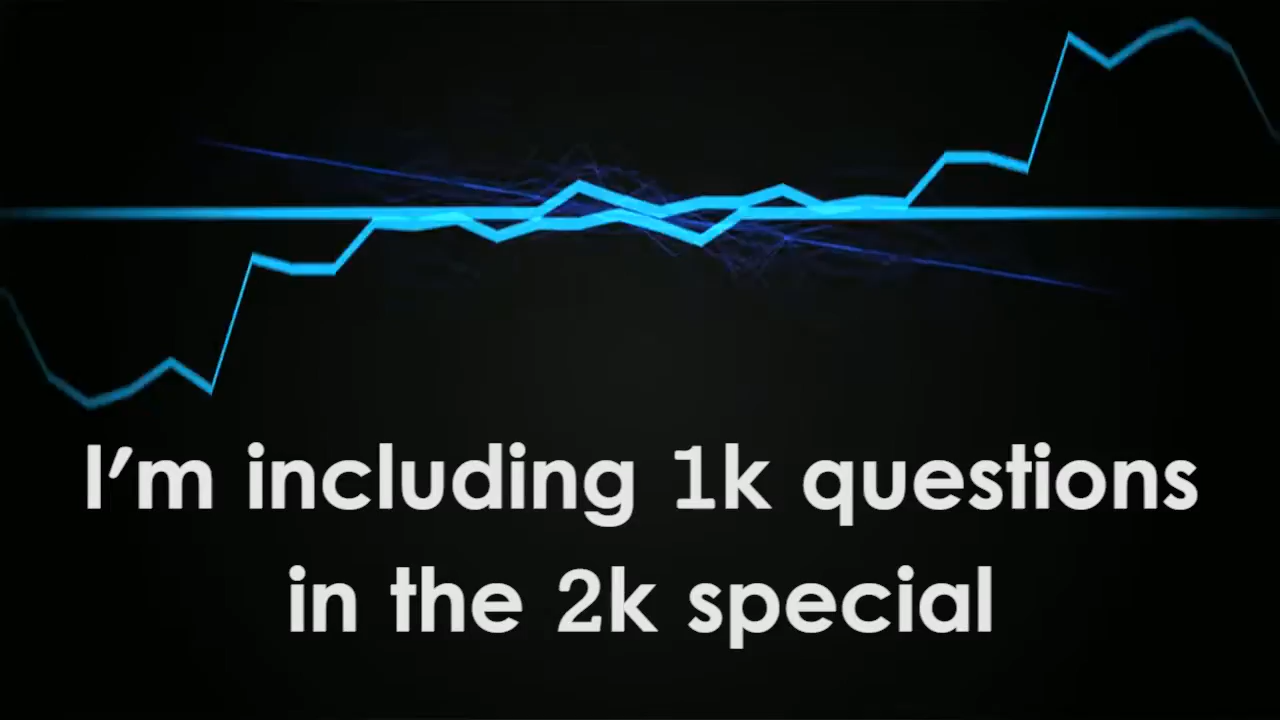 I’m including 1k questions
in the 2k special